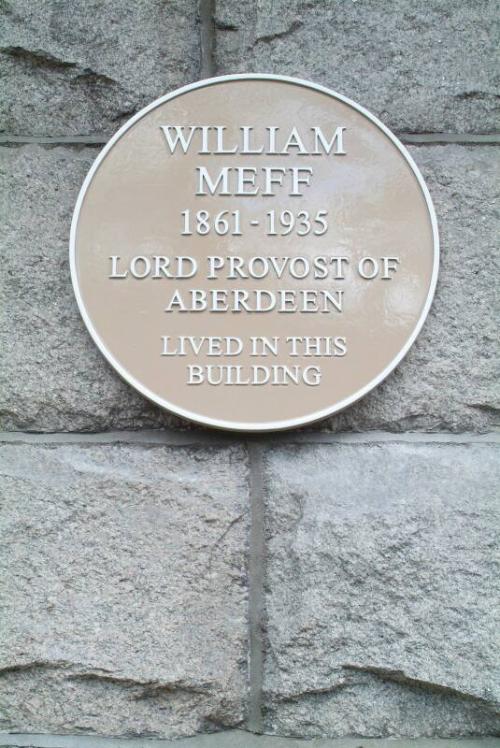 WILLIAM
MEFF
1861-1935
LORD PROVOST OF
ABERDEEN
LIVED IN THIS
BUILDING